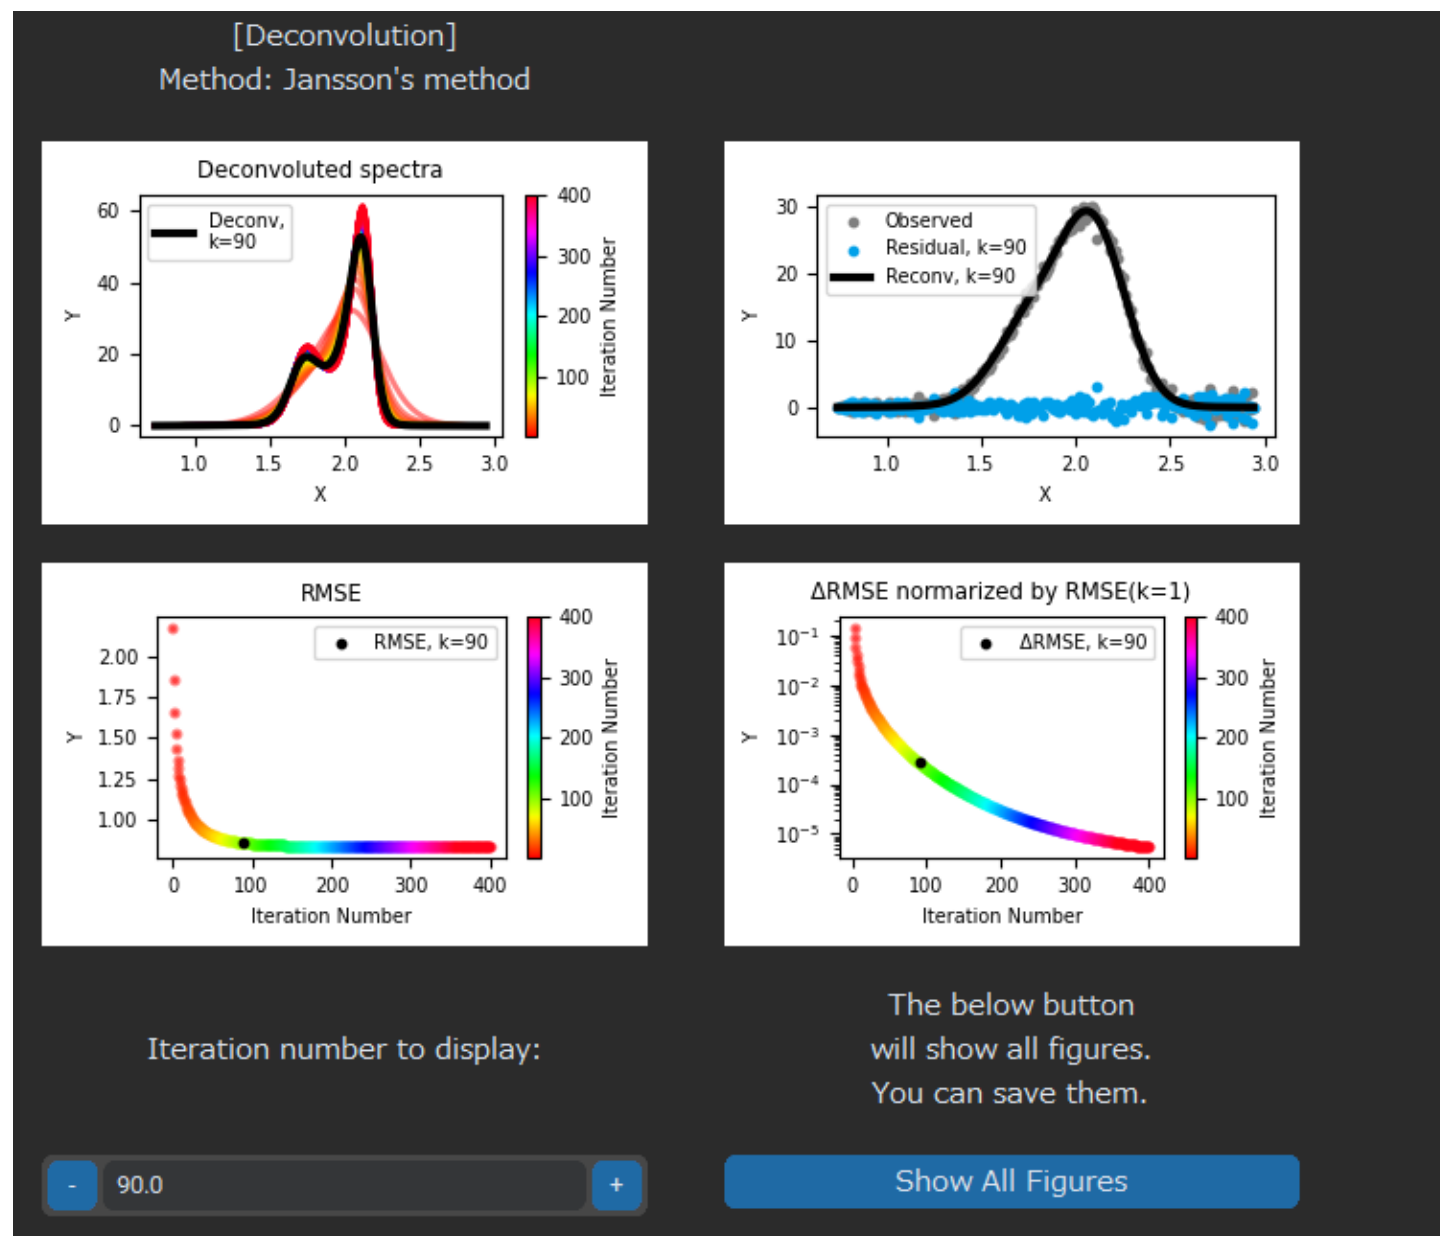 [Deconvolution]
Method: Jansson's method
Deconvoluted spectra
Deconv,
k=90
60
40
20
0
Y
1.0 1.5 2.0 2.5 3.0
X
400
300
200
100
Iteration Number
Observed
Residual, k=90
Reconv, k=90
30
20
10
0
Y
1.0 1.5 2.0 2.5 3.0
X
RMSE
RMSE, k=90
2.00
1.75
1.50
1.25
1.00
Y
0 100 200 300 400
Iteration Number
400
300
200
100
Iteration Number
ΔRMSE normarized by RMSE(k=1)
ΔRMSE, k=90
10⁻¹
10⁻²
10⁻³
10⁻⁴
10⁻⁵
Y
0 100 200 300 400
Iteration Number
400
300
200
100
Iteration Number
Iteration number to display:
The below button
will show all figures.
You can save them.
- 90.0 +
Show All Figures